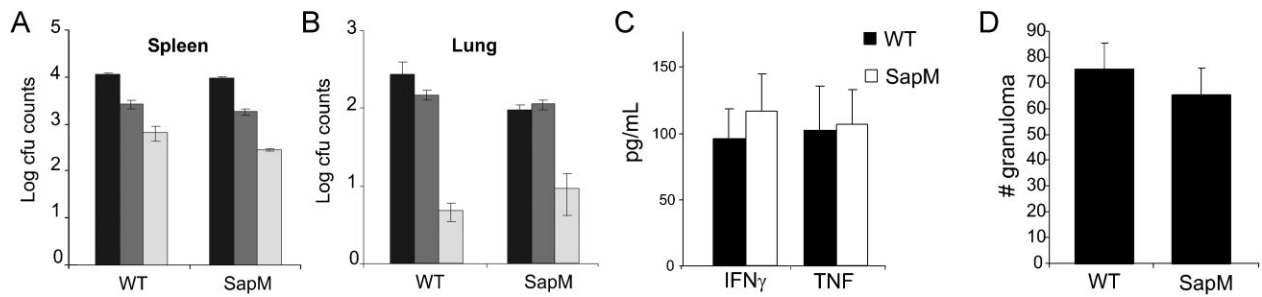 A
Spleen
Log cfu counts
5
4
3
2
1
0
WT
SapM
B
Lung
Log cfu counts
3
2
1
0
WT
SapM
C
WT
SapM
pg/mL
150
100
50
0
IFNγ
TNF
D
# granuloma
90
80
70
60
50
40
30
20
10
0
WT
SapM